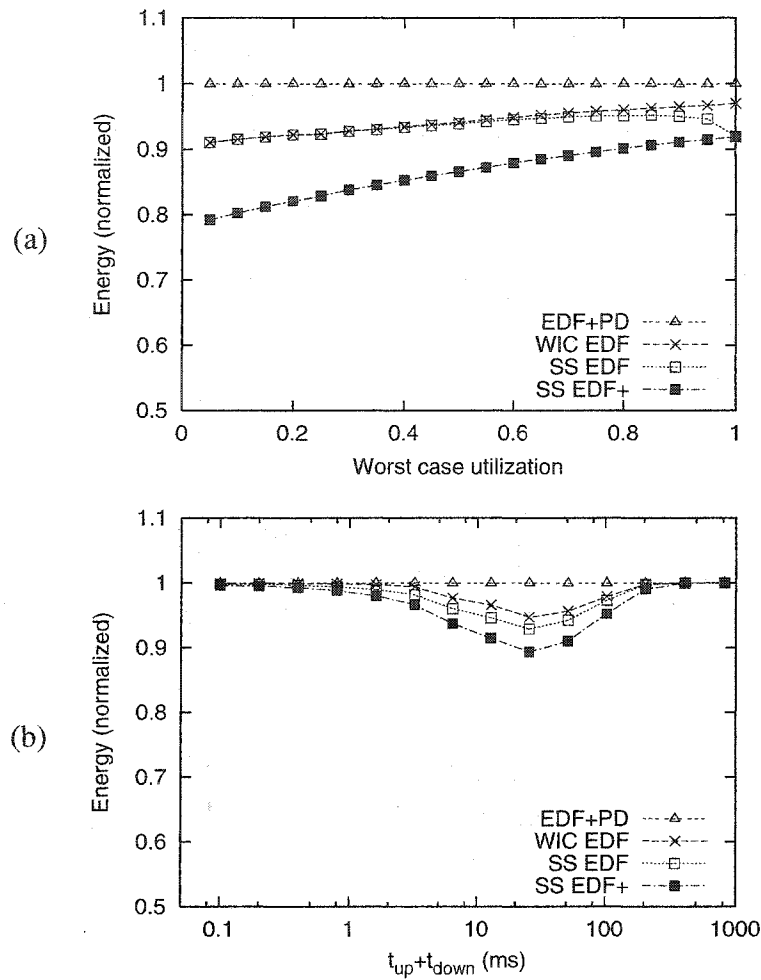 1.1
1
0.9
0.8
0.7
0.6
0.5
Energy (normalized)
(a)
EDF+PD
WIC EDF
SS EDF
SS EDF+
0 0.2 0.4 0.6 0.8 1
Worst case utilization
1.1
1
0.9
0.8
0.7
0.6
0.5
Energy (normalized)
(b)
EDF+PD
WIC EDF
SS EDF
SS EDF+
0.1 1 10 100 1000
t_up+t_down (ms)